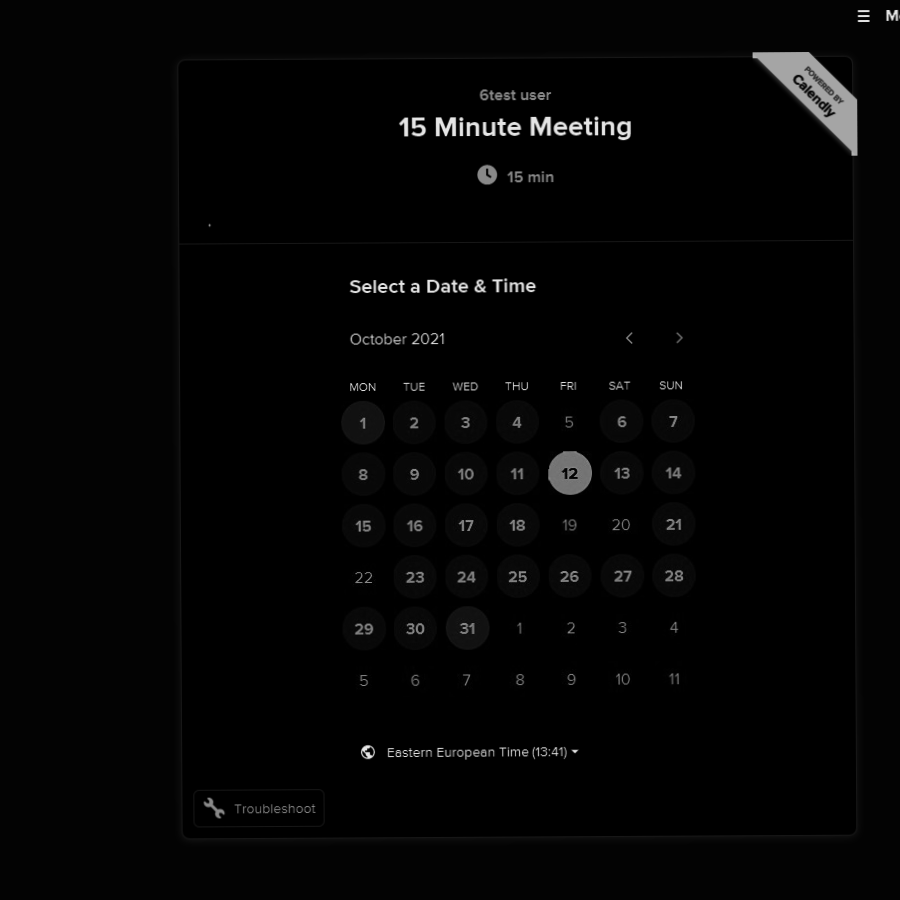 ☰ M
POWERED BY
Calendly
6test user
15 Minute Meeting
15 min
Select a Date & Time
October 2021
MON TUE WED THU FRI SAT SUN
1 2 3 4 5 6 7
8 9 10 11 12 13 14
15 16 17 18 19 20 21
22 23 24 25 26 27 28
29 30 31 1 2 3 4
5 6 7 8 9 10 11
Eastern European Time (13:41)
Troubleshoot